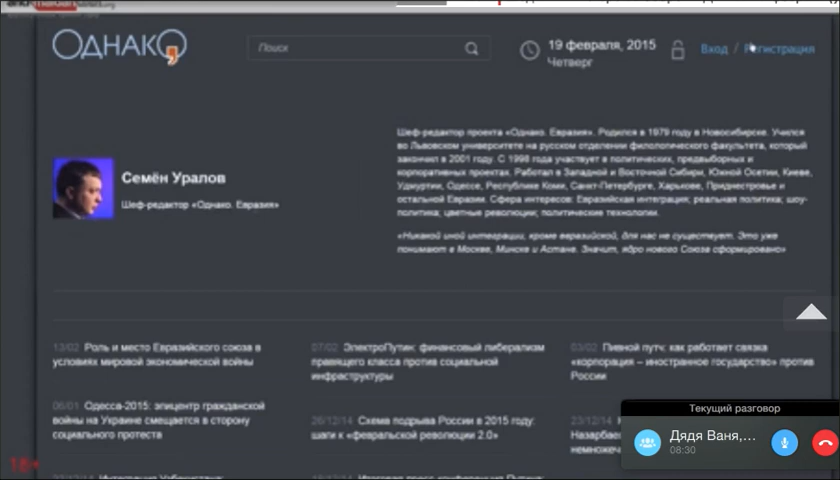 ОДНАКО
Поиск
19 февраля, 2015
Четверг
Вход / Регистрация
Семён Уралов
Шеф-редактор «Однако. Евразия»
Шеф-редактор проекта «Однако. Евразия». Родился в 1979 году в Новосибирске. Учился
во Львовском университете на русском отделении филологического факультета, который
закончил в 2001 году. С 1998 года участвует в политических, предвыборных и
корпоративных проектах. Работал в Западной и Восточной Сибири, Южной Осетии, Киеве,
Удмуртии, Одессе, Республике Коми, Санкт-Петербурге, Харькове, Приднестровье и
остальной Евразии. Сфера интересов: Евразийская интеграция; реальная политика; шоу-
политика; цветные революции; политические технологии.
«Никакой иной интеграции, кроме евразийской, для нас не существует. Это уже
понимают в Москве, Минске и Астане. Значит, ядро нового Союза сформировано»
13/02 Роль и место Евразийского союза в
условиях мировой экономической войны
07/02 ЭлектроПутин: финансовый либерализм
правящего класса против социальной
инфраструктуры
03/02 Пивной путч: как работает связка
«корпорация – иностранное государство» против
России
06/01 Одесса-2015: эпицентр гражданской
войны на Украине смещается в сторону
социального протеста
26/12/14 Схема подрыва России в 2015 году:
шаги к «февральской революции 2.0»
23/12/14
Назарбае
немножеч
Интеграция Узбекистана:
Итоговая пресс-конференция Путина:
18+
Текущий разговор
Дядя Ваня,...
08:30